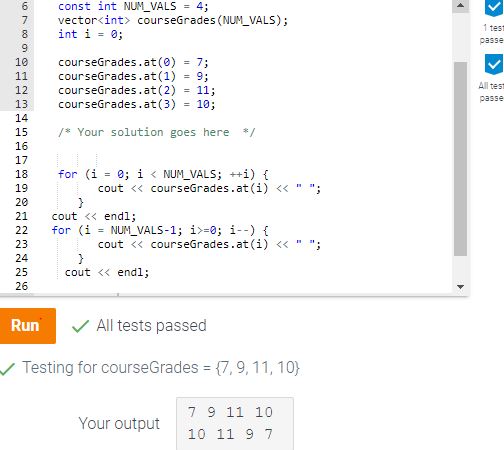 6 const int NUM_VALS = 4;
7 vector<int> courseGrades(NUM_VALS);
8 int i = 0;
9
10 courseGrades.at(0) = 7;
11 courseGrades.at(1) = 9;
12 courseGrades.at(2) = 11;
13 courseGrades.at(3) = 10;
14
15 /* Your solution goes here */
16
17
18 for (i = 0; i < NUM_VALS; ++i) {
19 cout << courseGrades.at(i) << " ";
20 }
21 cout << endl;
22 for (i = NUM_VALS-1; i>=0; i--) {
23 cout << courseGrades.at(i) << " ";
24 }
25 cout << endl;
26
1 test
passe
All tes
passe
Run
All tests passed
Testing for courseGrades = {7, 9, 11, 10}
Your output
7 9 11 10
10 11 9 7